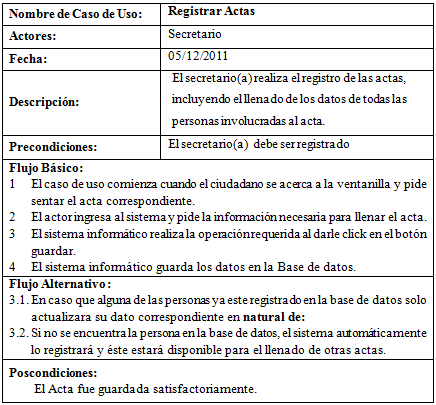 Nombre de Caso de Uso: Registrar Actas
Actores: Secretario
Fecha: 05/12/2011
Descripción: El secretario(a) realiza el registro de las actas,
incluyendo el llenado de los datos de todas las
personas involucradas al acta.
Precondiciones: El secretario(a) debe ser registrado
Flujo Básico:
1 El caso de uso comienza cuando el ciudadano se acerca a la ventanilla y pide
sentar el acta correspondiente.
2 El actor ingresa al sistema y pide la información necesaria para llenar el acta.
3 El sistema informático realiza la operación requerida al darle click en el botón
guardar.
4 El sistema informático guarda los datos en la Base de datos.
Flujo Alternativo:
3.1. En caso que alguna de las personas ya este registrado en la base de datos solo
actualizara su dato correspondiente en natural de:
3.2. Si no se encuentra la persona en la base de datos, el sistema automáticamente
lo registrará y éste estará disponible para el llenado de otras actas.
Poscondiciones:
El Acta fue guardada satisfactoriamente.